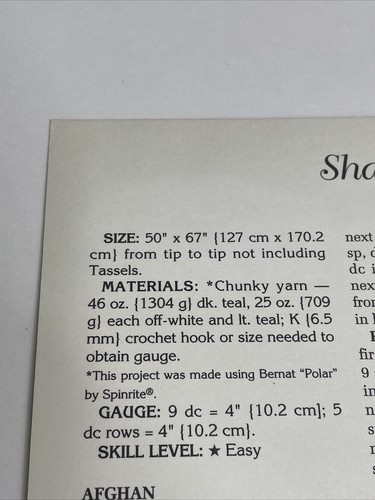 Sha
SIZE: 50" x 67" {127 cm x 170.2
cm} from tip to tip not including
Tassels.
MATERIALS: *Chunky yarn —
46 oz. {1304 g} dk. teal, 25 oz. {709
g} each off-white and lt. teal; K {6.5
mm} crochet hook or size needed to
obtain gauge.
*This project was made using Bernat "Polar"
by Spinrite®.
GAUGE: 9 dc = 4" {10.2 cm}; 5
dc rows = 4" {10.2 cm}.
SKILL LEVEL: ★ Easy
AFGHAN
next
sp, d
dc i
nex
fror
in l
fir
9
in
n
s
n
s